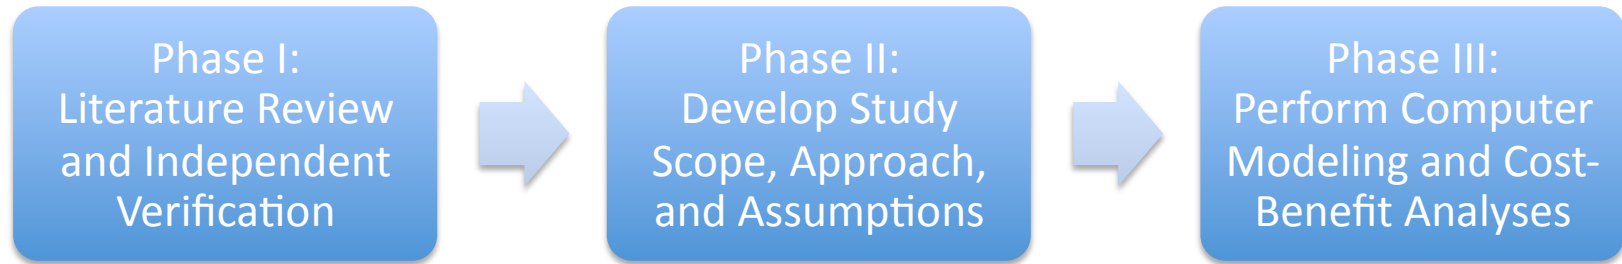 Phase I:
Literature Review
and Independent
Verification
Phase II:
Develop Study
Scope, Approach,
and Assumptions
Phase III:
Perform Computer
Modeling and Cost-
Benefit Analyses